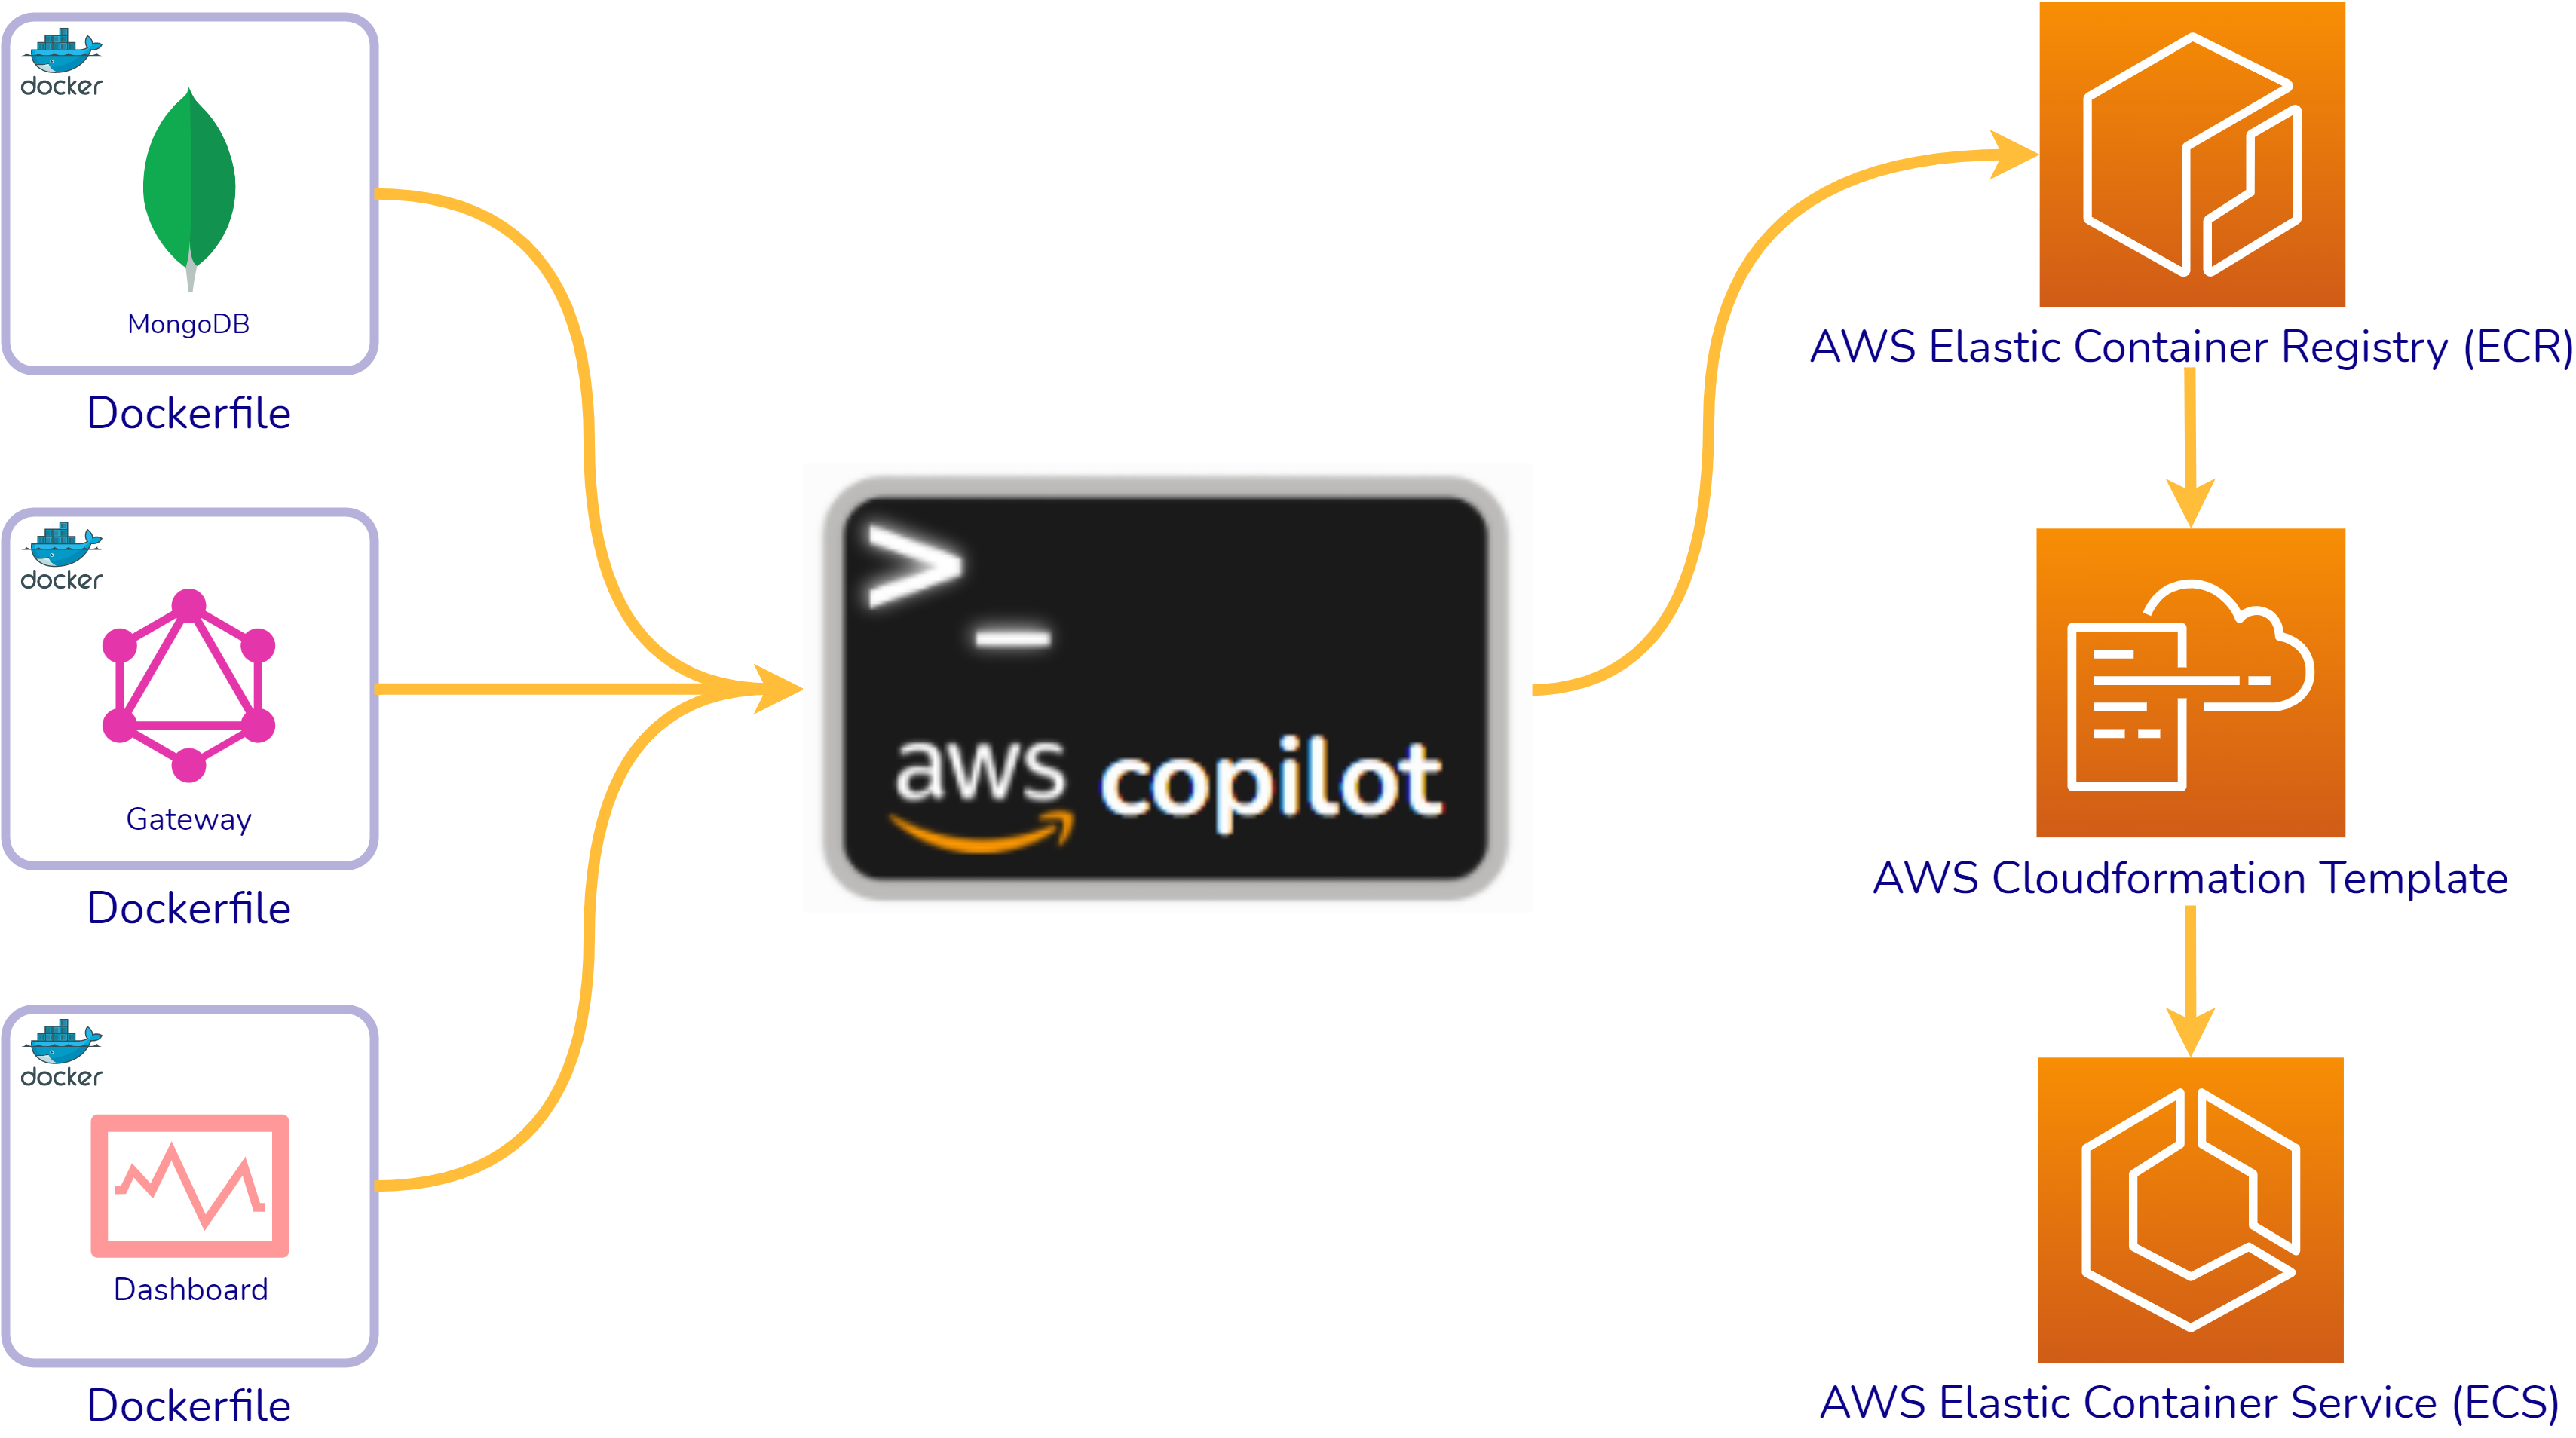 docker
MongoDB
Dockerfile
docker
Gateway
Dockerfile
docker
Dashboard
Dockerfile
>_
aws copilot
AWS Elastic Container Registry (ECR)
AWS Cloudformation Template
AWS Elastic Container Service (ECS)